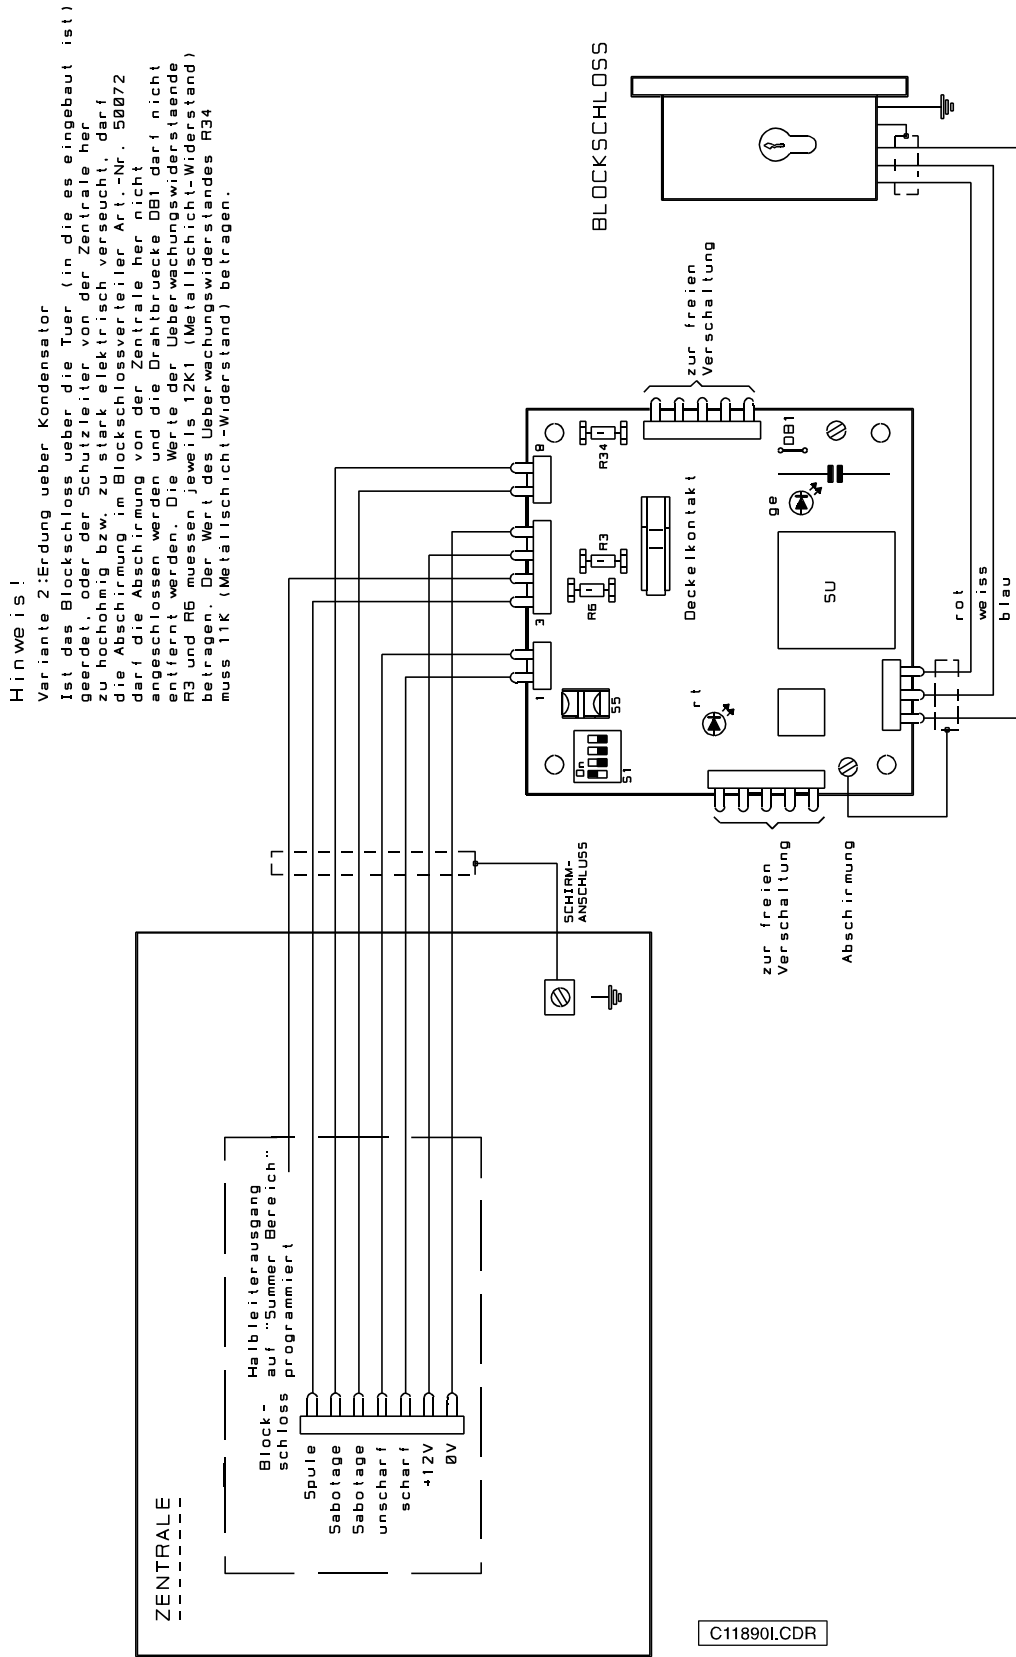 Hinweis!
Variante 2:Erdung ueber Kondensator
Ist das Blockschloss ueber die Tuer (in die es eingebaut ist)
geerdet, oder der Schutzleiter von der Zentrale her
zu hochohmig bzw. zu stark elektrisch verseucht, darf
die Abschirmung im Blockschlossverteiler Art.-Nr. 50072
darf die Abschirmung von der Zentrale her nicht
angeschlossen werden und die Drahtbruecke DB1 darf nicht
entfernt werden. Die Werte der Ueberwachungswiderstaende
R3 und R6 muessen jeweils 12K1 (Metallschicht-Widerstand)
betragen. Der Wert des Ueberwachungswiderstandes R34
muss 11K (Metallschicht-Widerstand) betragen.
ZENTRALE
Block-
schloss
Halbleiterausgang
auf "Summer Bereich"
programmiert
Spule
Sabotage
Sabotage
unscharf
scharf
+12V
0V
SCHIRM-
ANSCHLUSS
1
3
8
On
S1
S5
R6
R3
R34
rt
Deckelkontakt
ge
DB1
SU
zur freien
Verschaltung
zur freien
Verschaltung
Abschirmung
rot
weiss
blau
BLOCKSCHLOSS
C11890I.CDR